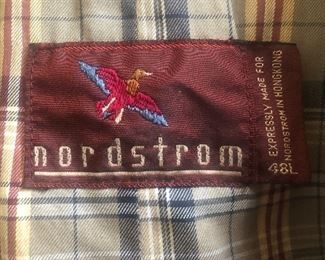 nordstrom
EXPRESSLY MADE FOR
NORDSTROM IN HONGKONG
48L